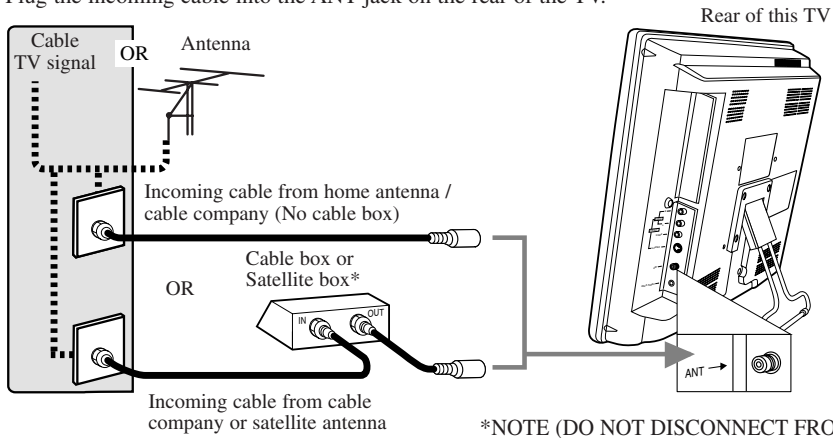 Plug the incoming cable into the ANT jack on the rear of the TV.
Rear of this TV
Cable
TV signal
OR
Antenna
Incoming cable from home antenna /
cable company (No cable box)
Cable box or
Satellite box*
OR
IN
OUT
ANT
Incoming cable from cable
company or satellite antenna
*NOTE (DO NOT DISCONNECT FRO